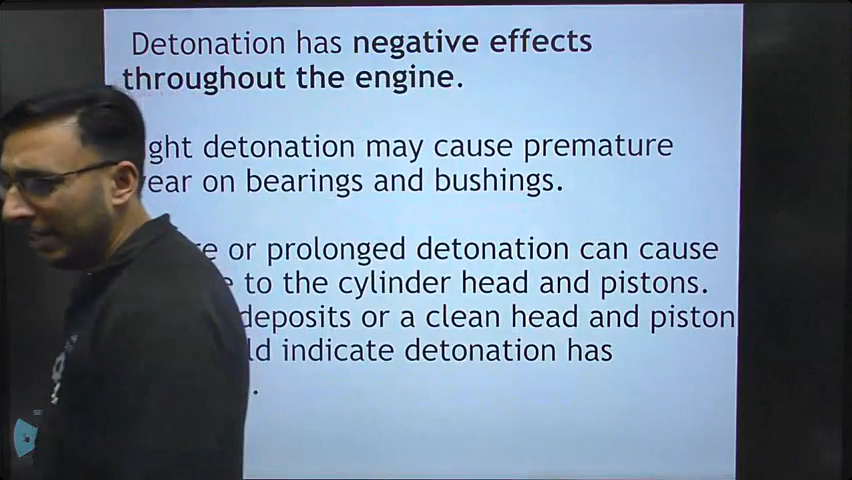 Detonation has negative effects
throughout the engine.
ght detonation may cause premature
ear on bearings and bushings.
re or prolonged detonation can cause
to the cylinder head and pistons.
deposits or a clean head and piston
ld indicate detonation has
.
SE